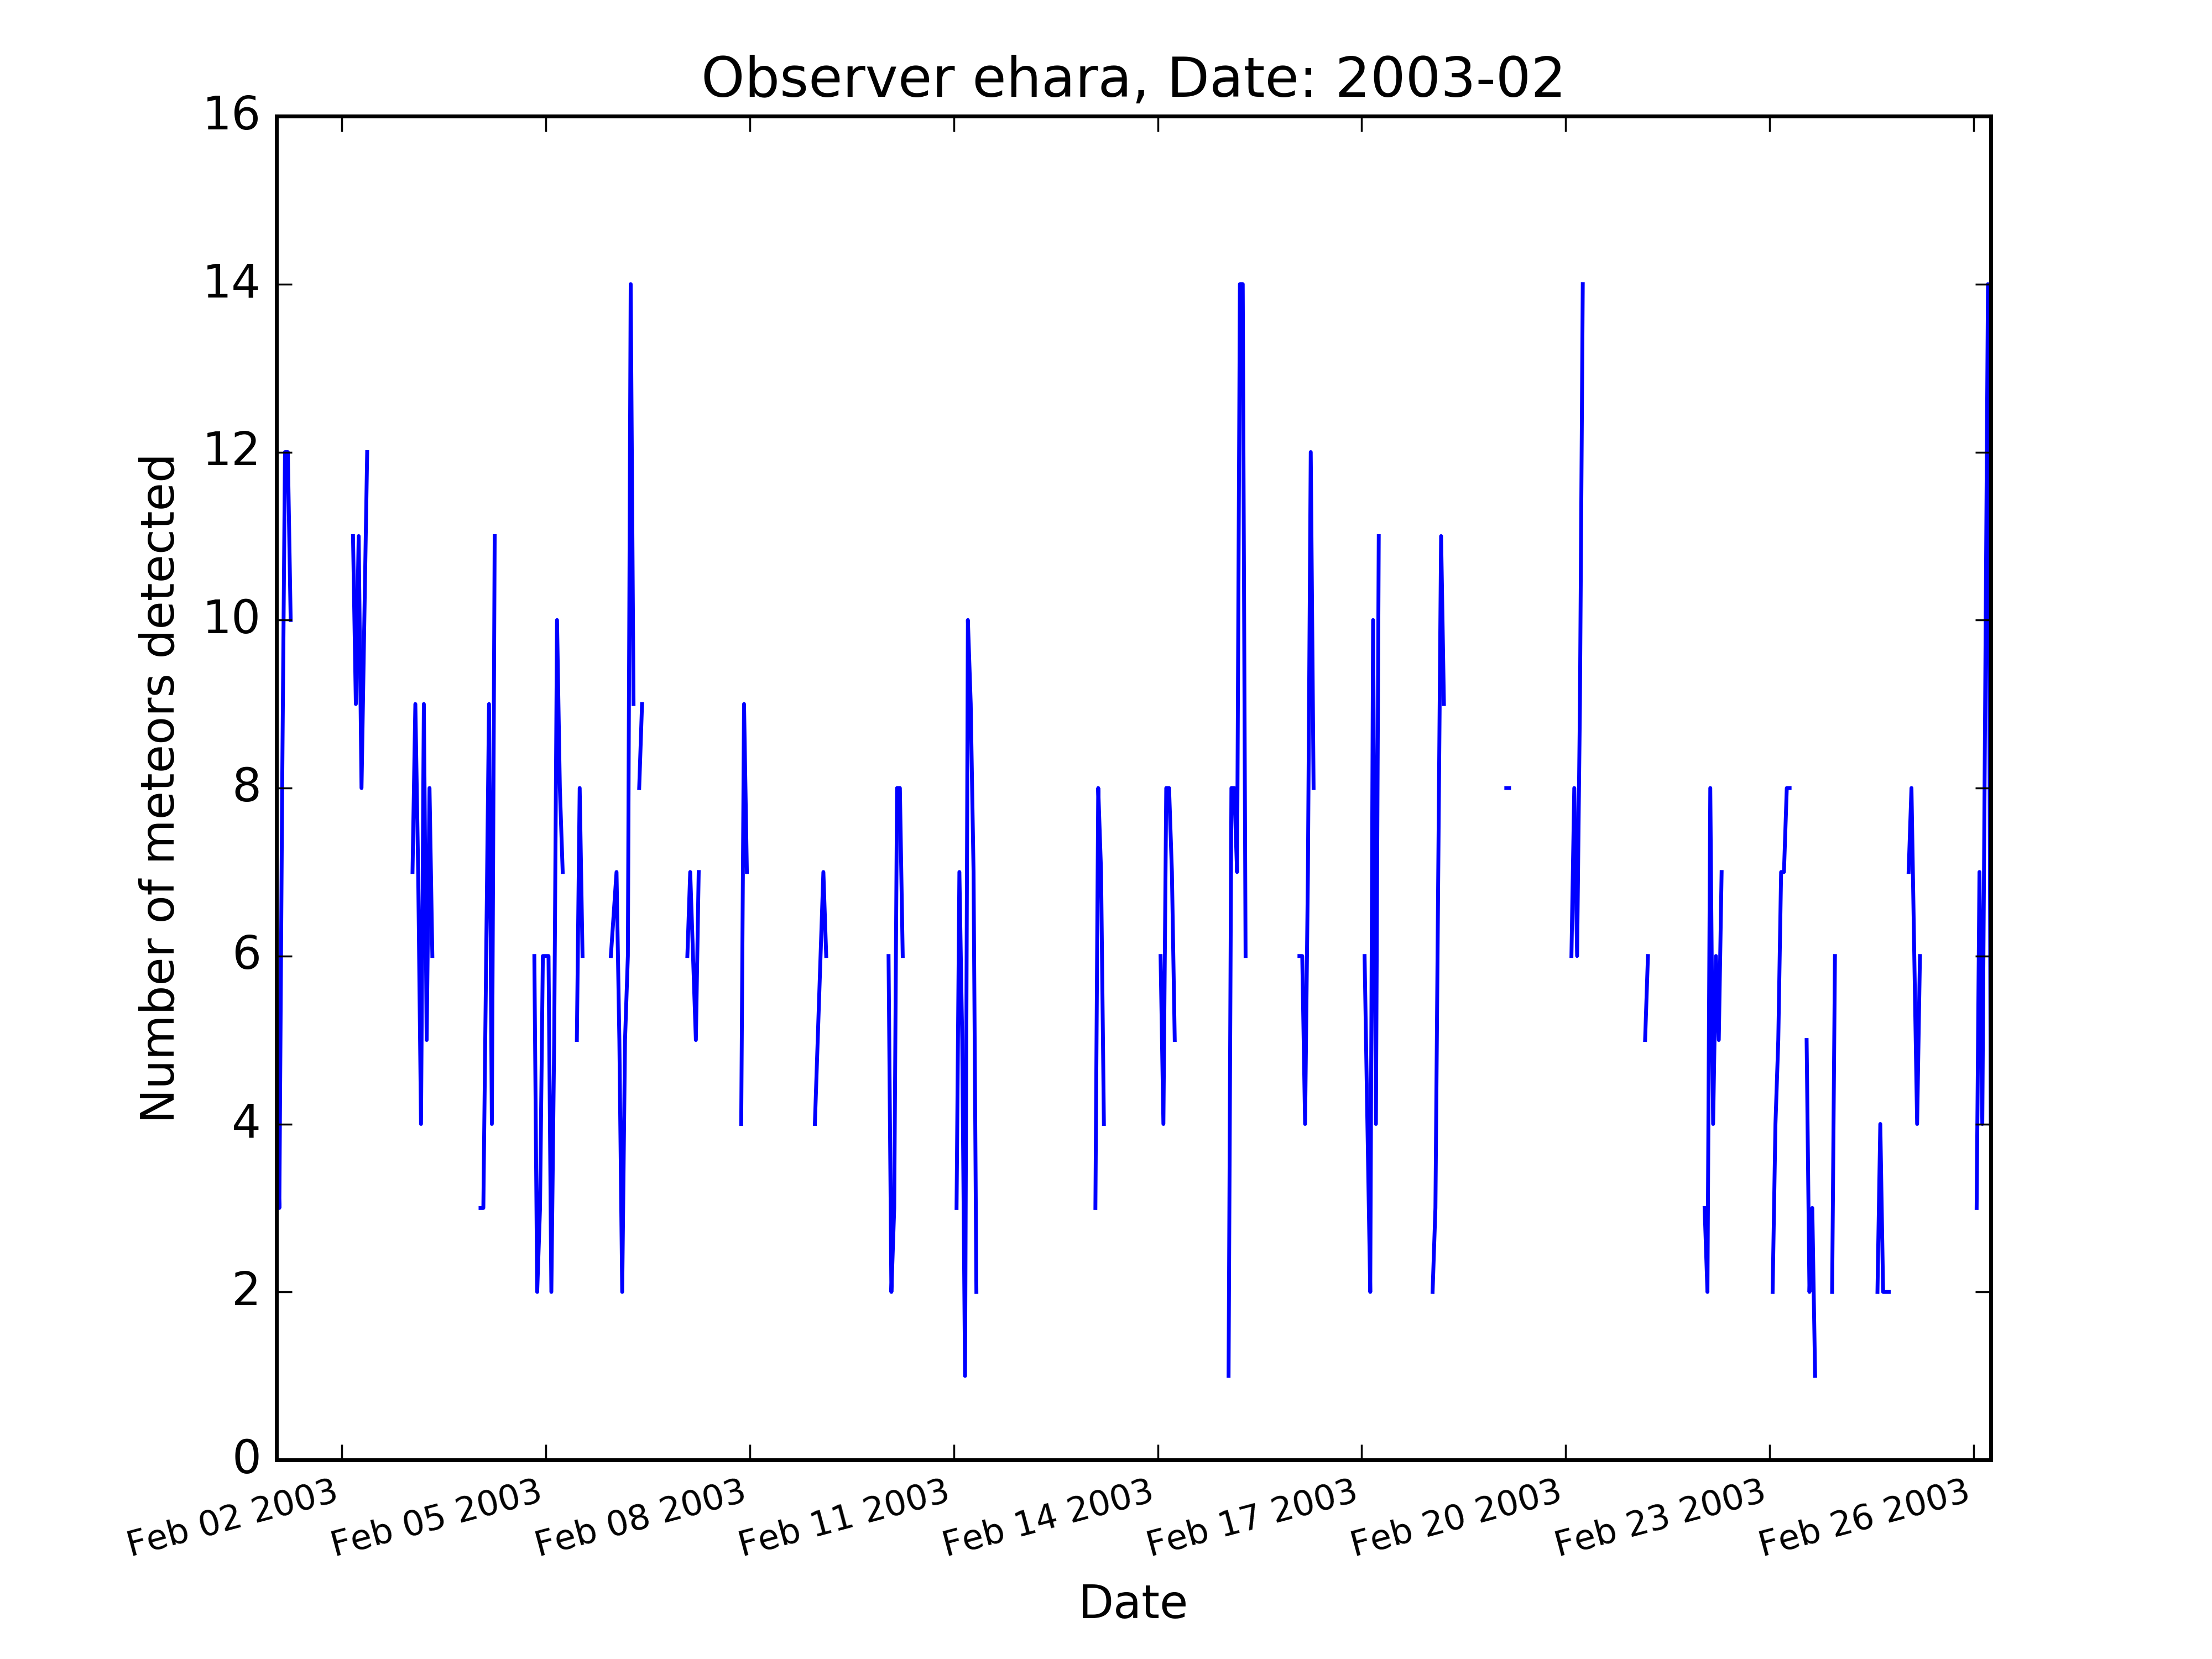 Observer ehara, Date: 2003-02
16
14
12
10
8
6
4
2
0
Number of meteors detected
Feb 02 2003
Feb 05 2003
Feb 08 2003
Feb 11 2003
Feb 14 2003
Feb 17 2003
Feb 20 2003
Feb 23 2003
Feb 26 2003
Date